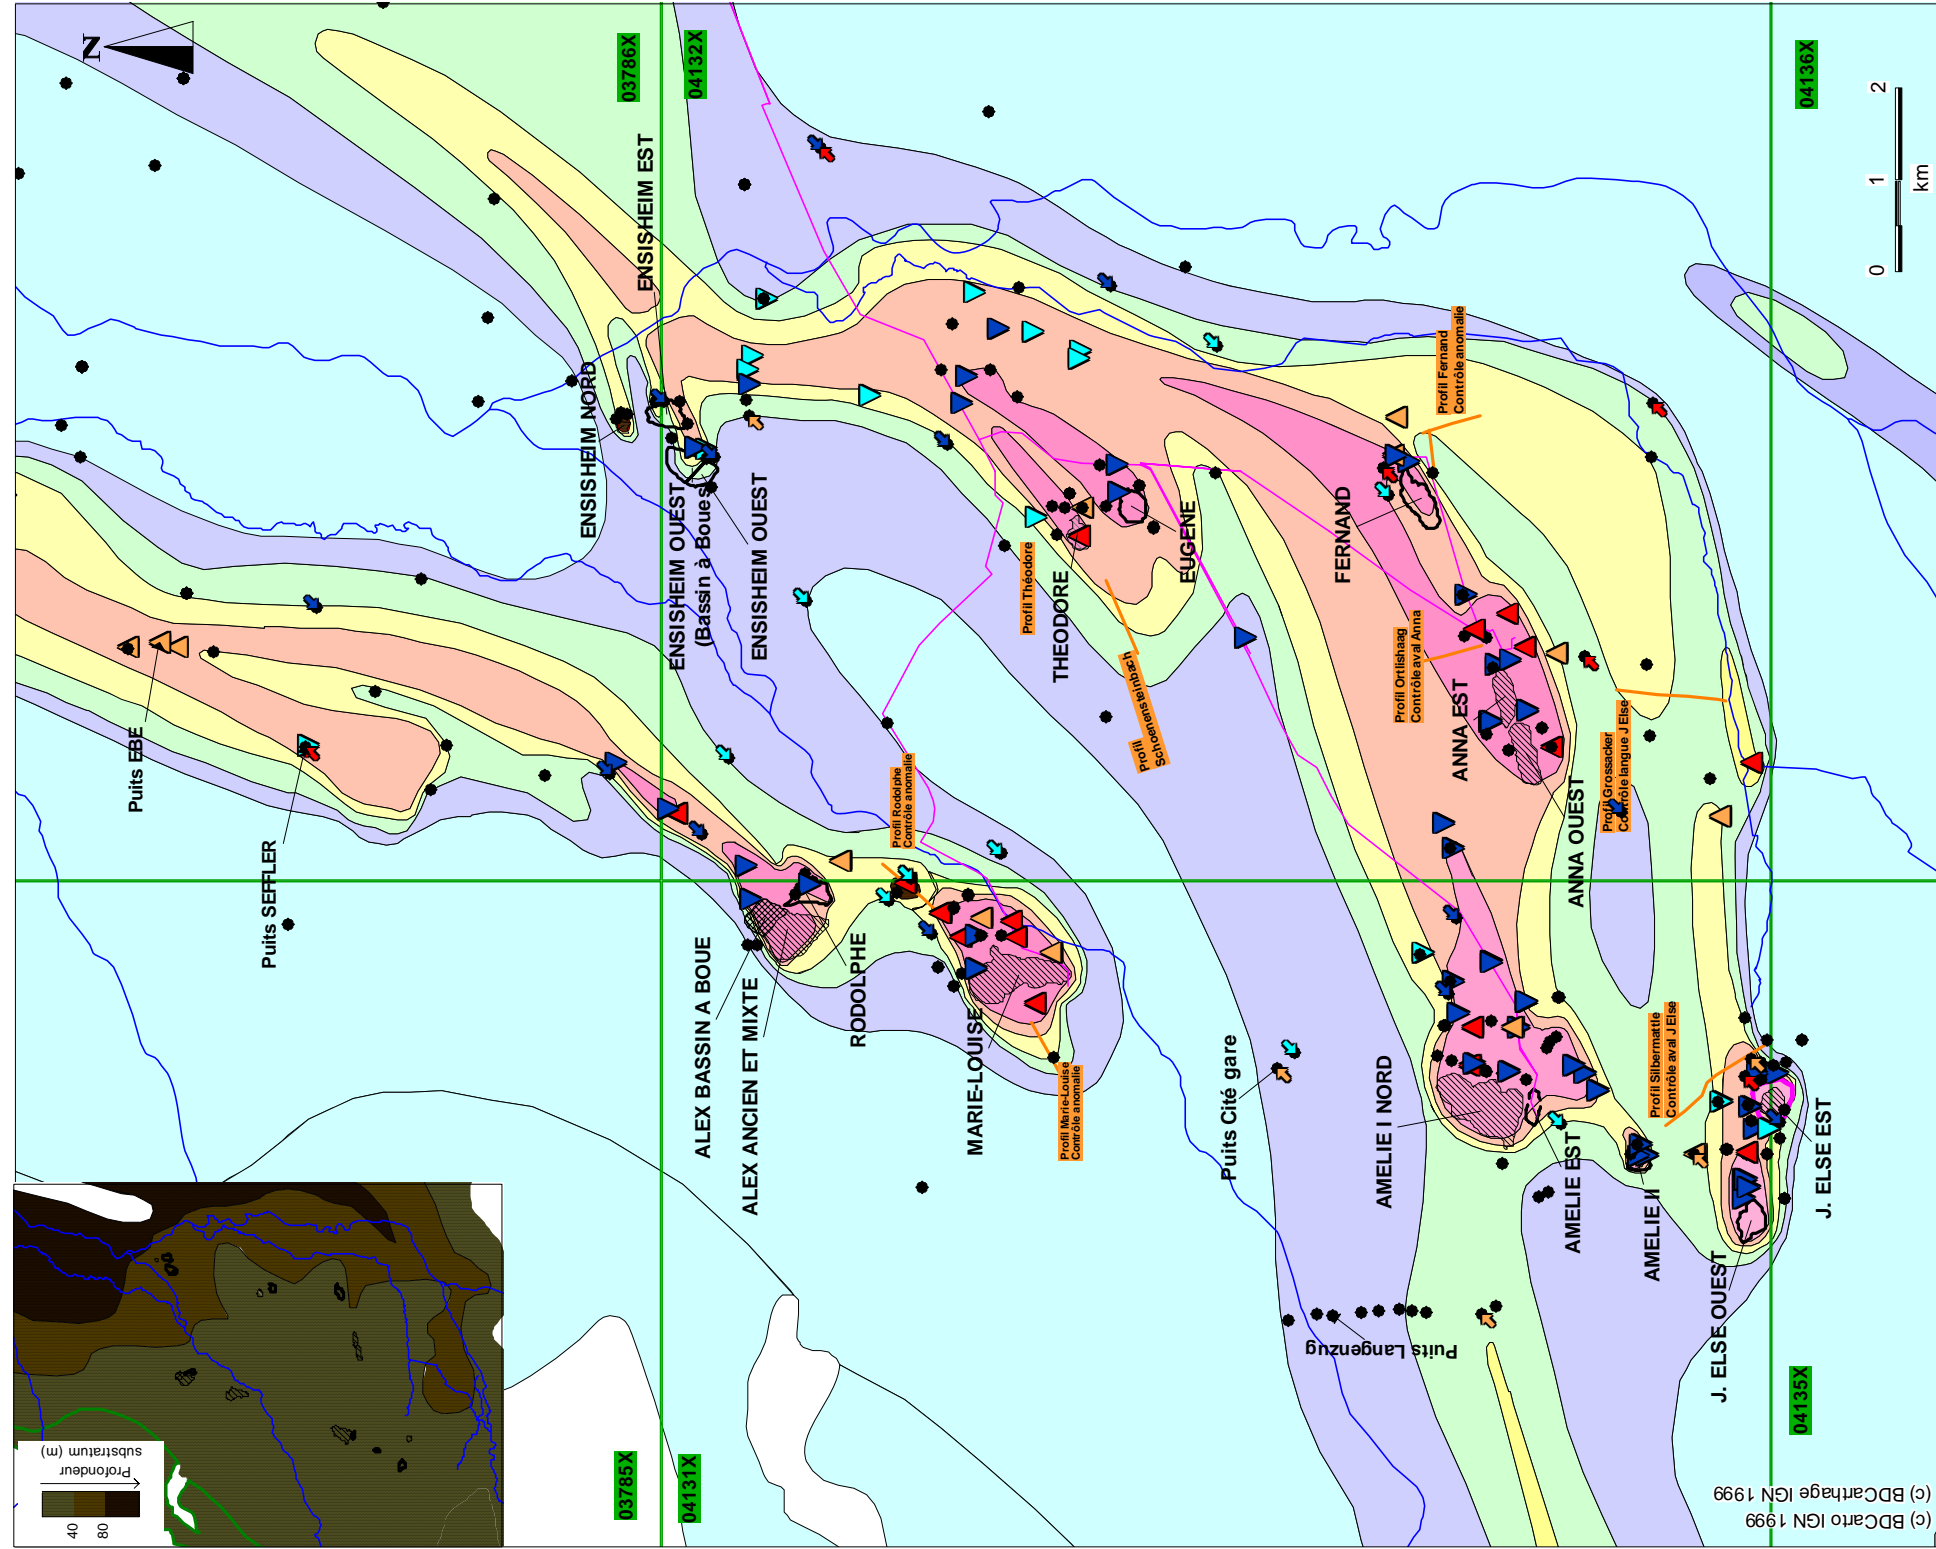 N
03786X
04132X
04136X
2
1
0
km
ENSISHEIM EST
ENSISHEIM NORD
ENSISHEIM OUEST
(Bassin à Boues)
ENSISHEIM OUEST
Puits EBE
Puits SEFFLER
Profil Fernand
Contrôle anomalie
FERNAND
EUGENE
Profil Théodore
THEODORE
Profil
Schoenensteinbach
Profil Ortlishaag
Contrôle aval Anna
ANNA EST
ANNA OUEST
Profil Grossacker
Contrôle langue J Else
Profil Rodolphe
Contrôle anomalie
ALEX BASSIN A BOUE
ALEX ANCIEN ET MIXTE
RODOLPHE
MARIE-LOUISE
Profil Marie-Louise
Contrôle anomalie
Puits Cité gare
AMELIE I NORD
AMELIE EST
AMELIE II
Profil Silbermattle
Contrôle aval J Else
J. ELSE EST
J. ELSE OUEST
Puits Langenzug
03785X
04131X
04135X
Profondeur
substratum (m)
40
80
(c) BDCarthage IGN 1999
(c) BDCarto IGN 1999